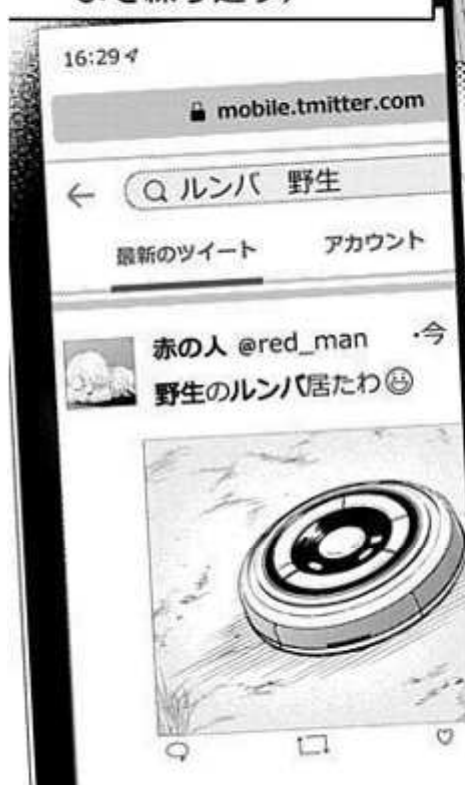 16:29
mobile.tmitter.com
ルンバ 野生
最新のツイート アカウント
赤の人 @red_man ・今
野生のルンバ居たわ😃